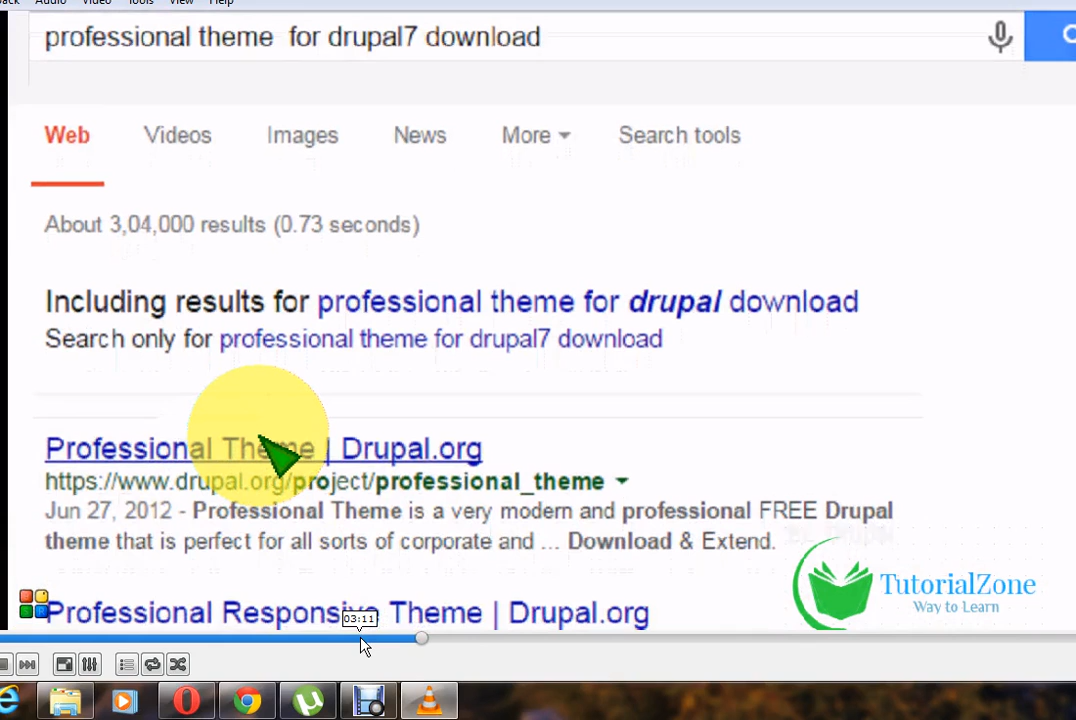 Audio Video Tools Help
professional theme for drupal7 download
Web Videos Images News More Search tools
About 3,04,000 results (0.73 seconds)
Including results for professional theme for drupal download
Search only for professional theme for drupal7 download
Professional Theme | Drupal.org
https://www.drupal.org/project/professional_theme
Jun 27, 2012 - Professional Theme is a very modern and professional FREE Drupal
theme that is perfect for all sorts of corporate and ... Download & Extend.
TutorialZone
Way to Learn
Professional Responsive Theme | Drupal.org
03:11